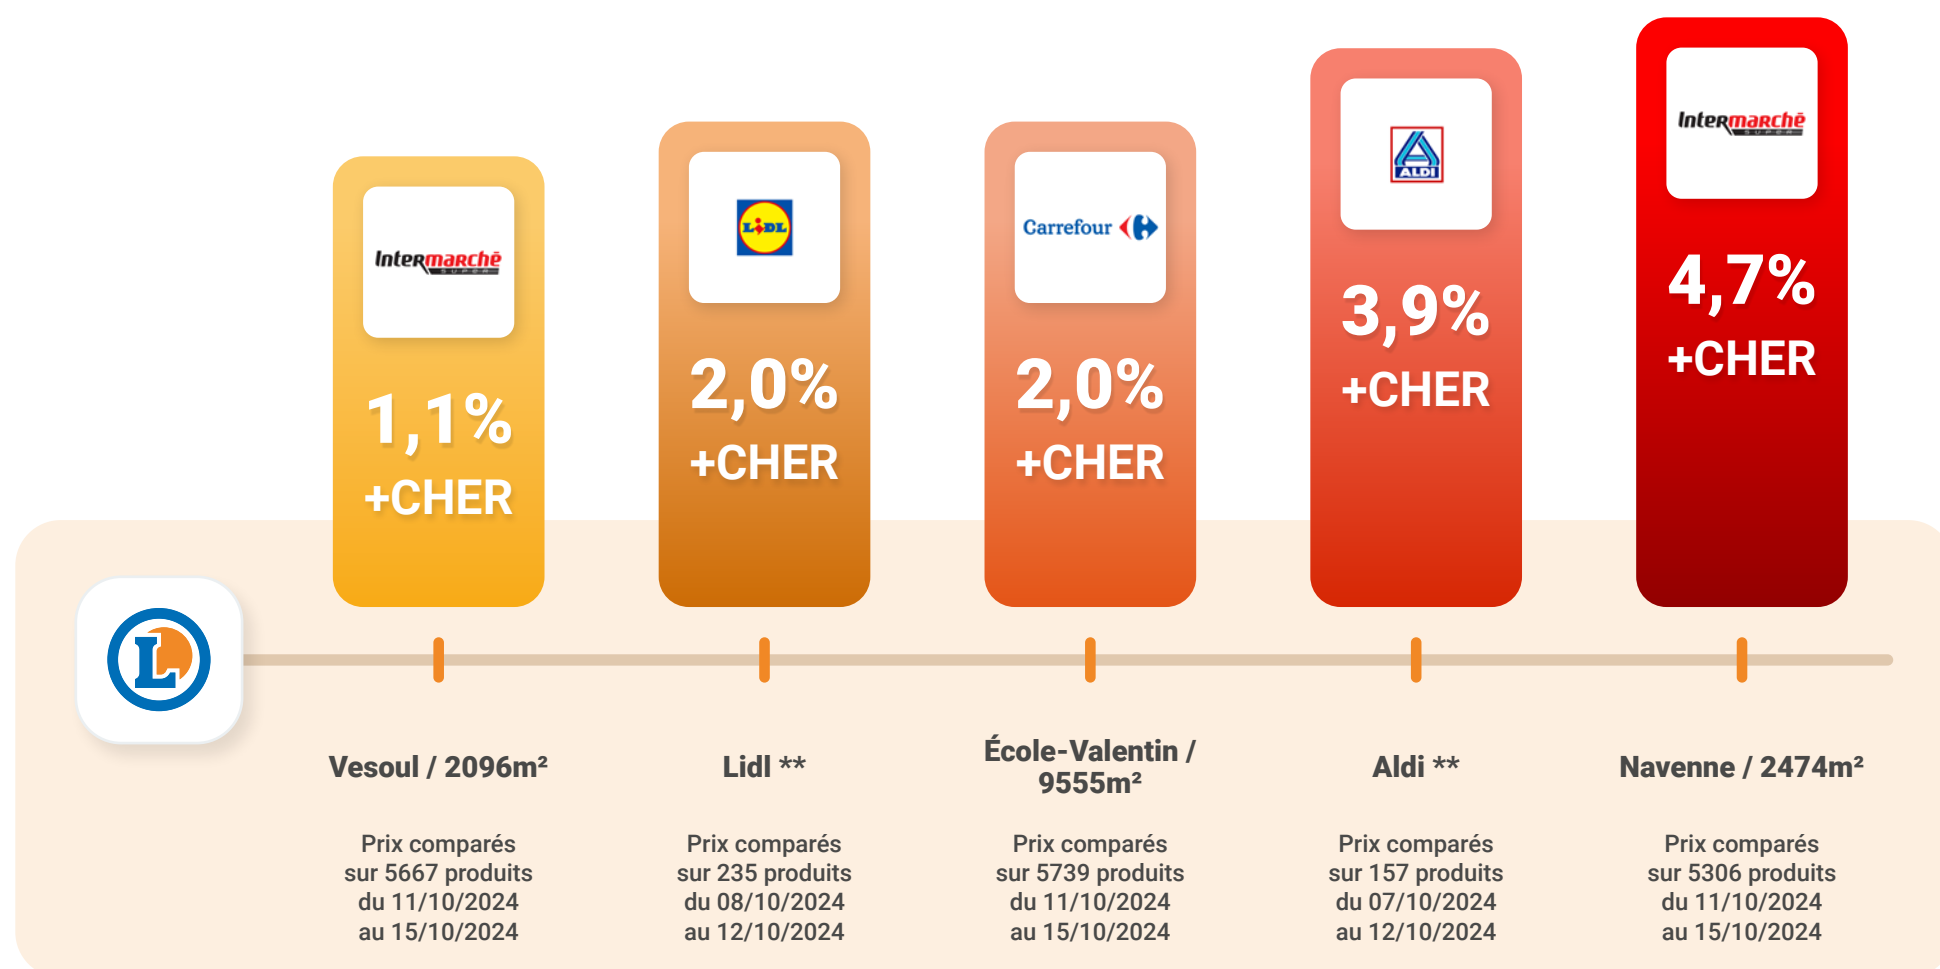 Intermarchē
SUPER
1,1%
+CHER
LIDL
2,0%
+CHER
Carrefour
2,0%
+CHER
ALDI
3,9%
+CHER
Intermarchē
SUPER
4,7%
+CHER
L
Vesoul / 2096m²
Prix comparés
sur 5667 produits
du 11/10/2024
au 15/10/2024
Lidl **
Prix comparés
sur 235 produits
du 08/10/2024
au 12/10/2024
École-Valentin /
9555m²
Prix comparés
sur 5739 produits
du 11/10/2024
au 15/10/2024
Aldi **
Prix comparés
sur 157 produits
du 07/10/2024
au 12/10/2024
Navenne / 2474m²
Prix comparés
sur 5306 produits
du 11/10/2024
au 15/10/2024